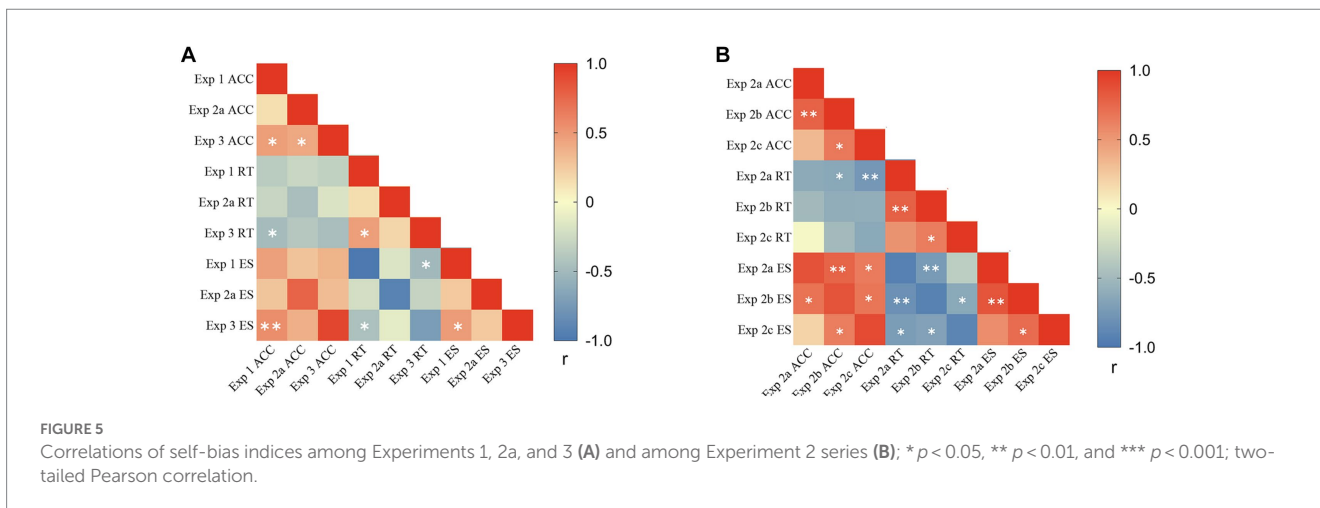 A
Exp 1 ACC
Exp 2a ACC
Exp 3 ACC
*
*
Exp 1 RT
Exp 2a RT
Exp 3 RT
*
*
Exp 1 ES
*
Exp 2a ES
Exp 3 ES
**
*
*
Exp 1 ACC
Exp 2a ACC
Exp 3 ACC
Exp 1 RT
Exp 2a RT
Exp 3 RT
Exp 1 ES
Exp 2a ES
Exp 3 ES
1.0
0.5
0
-0.5
-1.0
r
B
Exp 2a ACC
Exp 2b ACC
**
Exp 2c ACC
*
Exp 2a RT
*
**
Exp 2b RT
**
Exp 2c RT
*
Exp 2a ES
**
*
**
Exp 2b ES
*
*
**
*
**
Exp 2c ES
*
*
*
*
Exp 2a ACC
Exp 2b ACC
Exp 2c ACC
Exp 2a RT
Exp 2b RT
Exp 2c RT
Exp 2a ES
Exp 2b ES
Exp 2c ES
1.0
0.5
0
-0.5
-1.0
r
FIGURE 5
Correlations of self-bias indices among Experiments 1, 2a, and 3 (A) and among Experiment 2 series (B); * p < 0.05, ** p < 0.01, and *** p < 0.001; two-
tailed Pearson correlation.